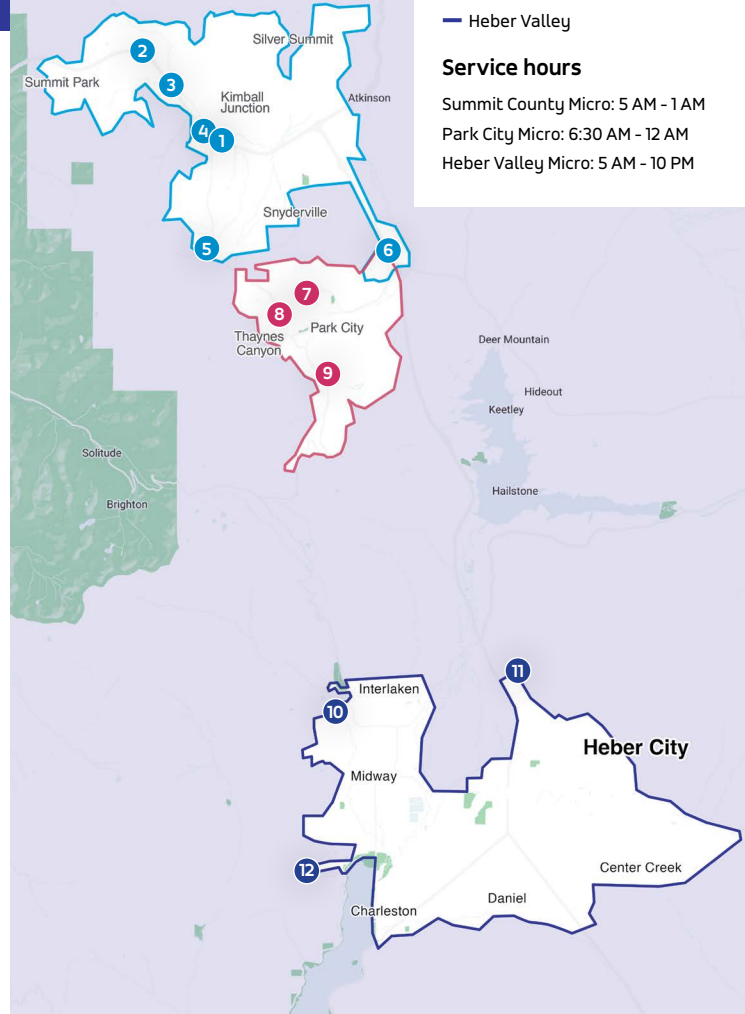 Heber Valley
Service hours
Summit County Micro: 5 AM - 1 AM
Park City Micro: 6:30 AM - 12 AM
Heber Valley Micro: 5 AM - 10 PM
Silver Summit
2
Summit Park
3
Kimball
Junction
Atkinson
4
1
Snyderville
5
6
7
8
Park City
Thaynes
Canyon
9
Deer Mountain
Hideout
Keetley
Solitude
Hailstone
Brighton
11
Interlaken
10
Heber City
Midway
12
Center Creek
Daniel
Charleston